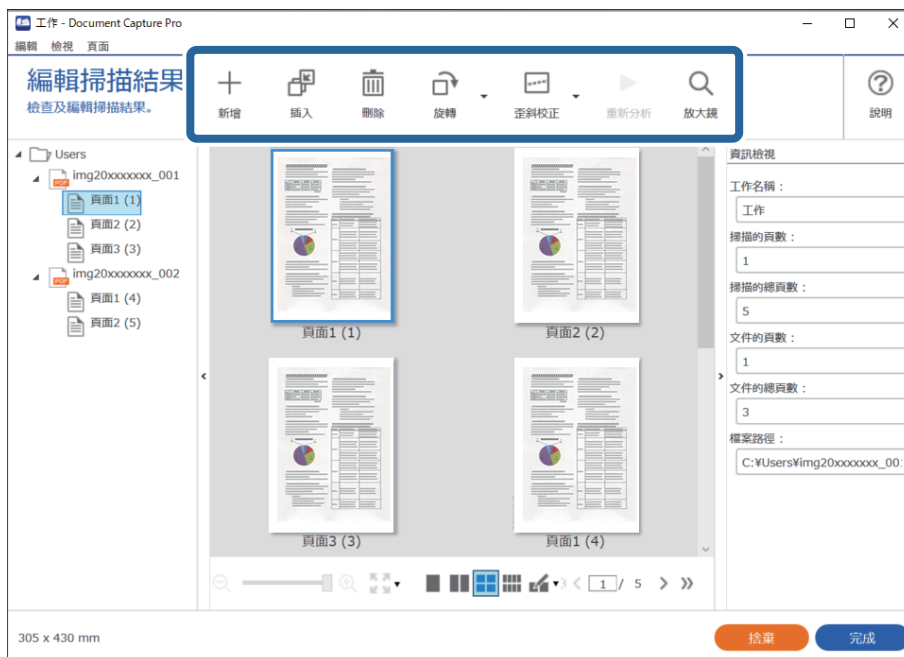 工作 - Document Capture Pro
編輯 檢視 頁面
編輯掃描結果
檢查及編輯掃描結果。
新增 插入 刪除 旋轉 歪斜校正 重新分析 放大鏡
說明
Users
img20xxxxxxx_001
PDF
頁面1 (1)
頁面2 (2)
頁面3 (3)
img20xxxxxxx_002
PDF
頁面1 (4)
頁面2 (5)
頁面1 (1)
頁面2 (2)
頁面3 (3)
頁面1 (4)
資訊檢視
工作名稱：
工作
掃描的頁數：
1
掃描的總頁數：
5
文件的頁數：
1
文件的總頁數：
3
檔案路徑：
C:¥Users¥img20xxxxxxx_00
1 / 5
305 x 430 mm
捨棄
完成